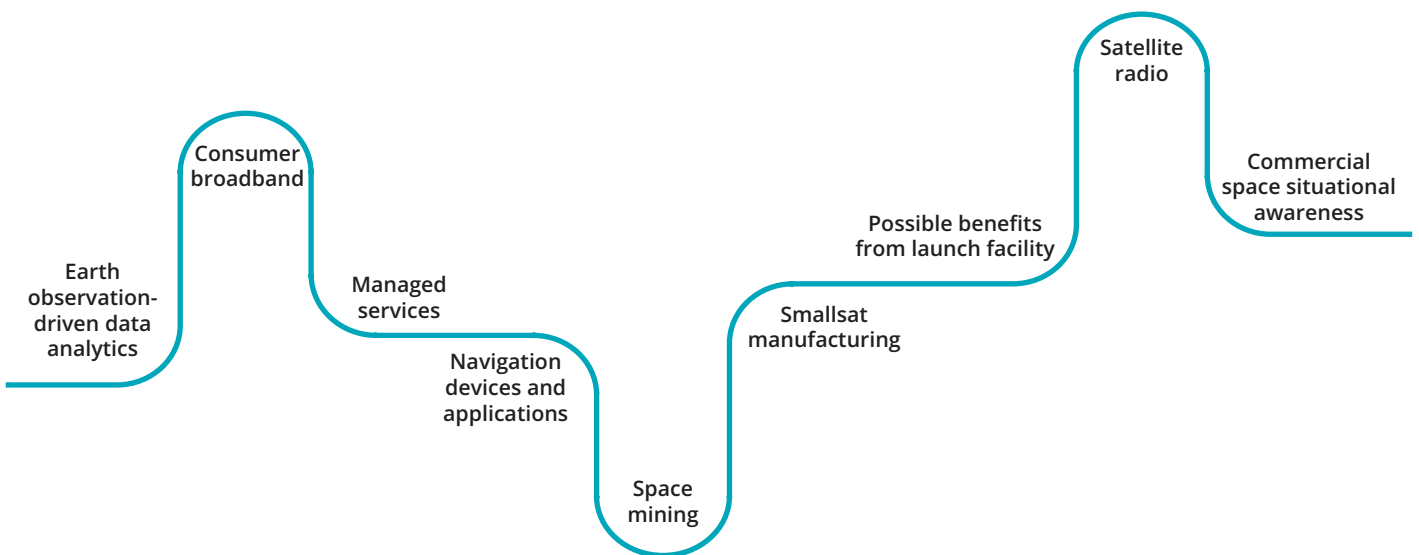 Earth
observation-
driven data
analytics
Consumer
broadband
Managed
services
Navigation
devices and
applications
Space
mining
Smallsat
manufacturing
Possible benefits
from launch facility
Satellite
radio
Commercial
space situational
awareness